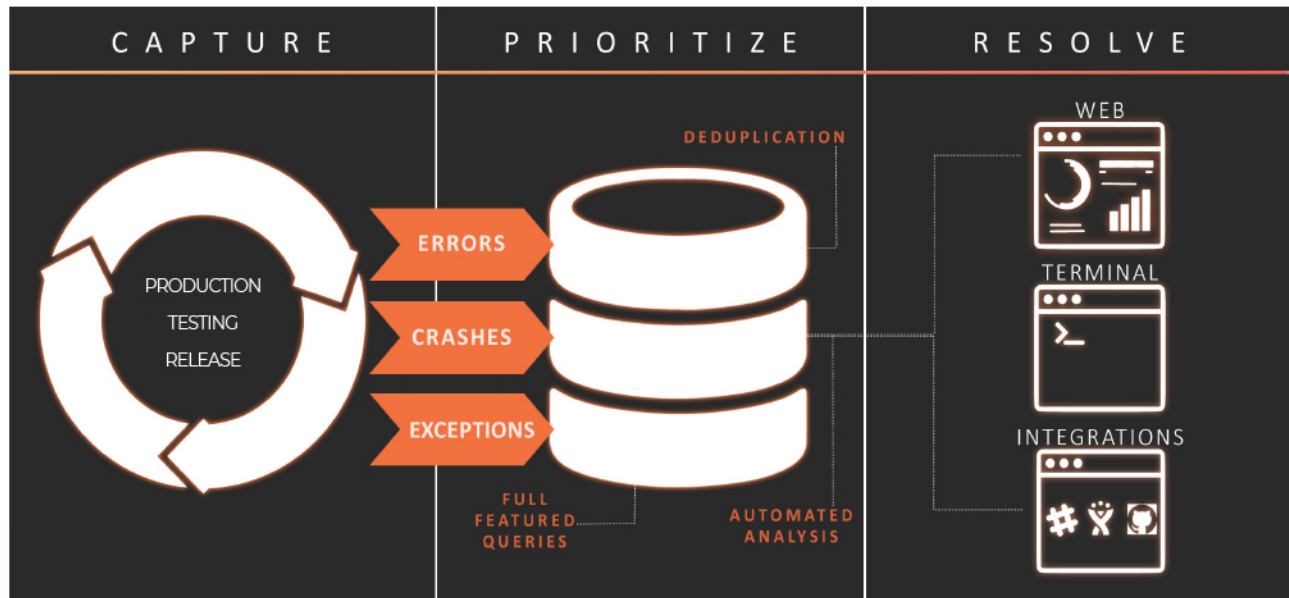 CAPTURE
PRIORITIZE
RESOLVE
PRODUCTION
TESTING
RELEASE
ERRORS
CRASHES
EXCEPTIONS
DEDUPLICATION
FULL
FEATURED
QUERIES
AUTOMATED
ANALYSIS
WEB
TERMINAL
>_
INTEGRATIONS